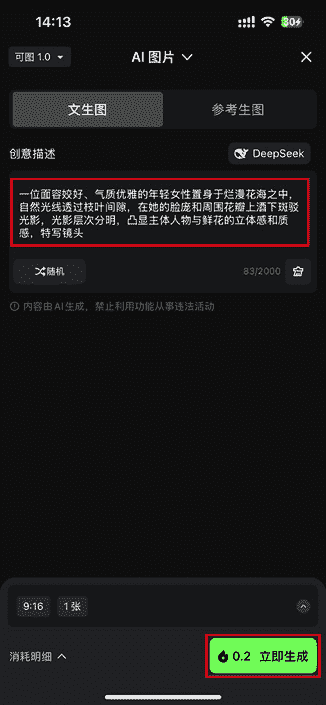 14:13
80
可图 1.0
AI 图片
文生图
参考生图
创意描述
DeepSeek
一位面容姣好、气质优雅的年轻女性置身于烂漫花海之中，
自然光线透过枝叶间隙，在她的脸庞和周围花瓣上洒下斑驳
光影，光影层次分明，凸显主体人物与鲜花的立体感和质
感，特写镜头
随机
83/2000
内容由 AI 生成，禁止利用功能从事违法活动
9:16
1 张
消耗明细
0.2 立即生成